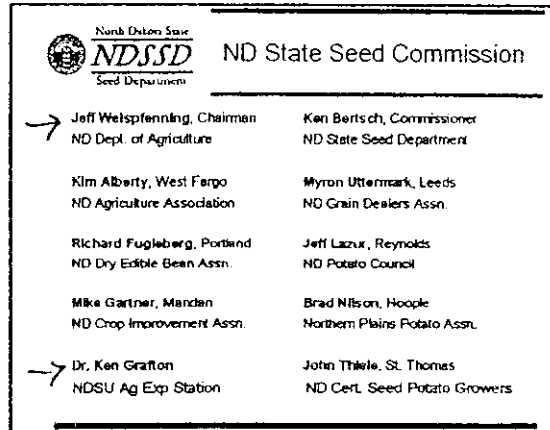 North Dakota State
NDSSD
Seed Department
ND State Seed Commission
Jeff Weispfenning, Chairman
ND Dept. of Agriculture
Ken Bertsch, Commissioner
ND State Seed Department
Kim Alberty, West Fargo
ND Agriculture Association
Myron Uttermark, Leeds
ND Grain Dealers Assn.
Richard Fugleberg, Portland
ND Dry Edible Bean Assn.
Jeff Lazur, Reynolds
ND Potato Council
Mike Gartner, Mandan
ND Crop Improvement Assn.
Brad Nilson, Hoople
Northern Plains Potato Assn.
Dr. Ken Grafton
NDSU Ag Exp Station
John Thiele, St. Thomas
ND Cert. Seed Potato Growers